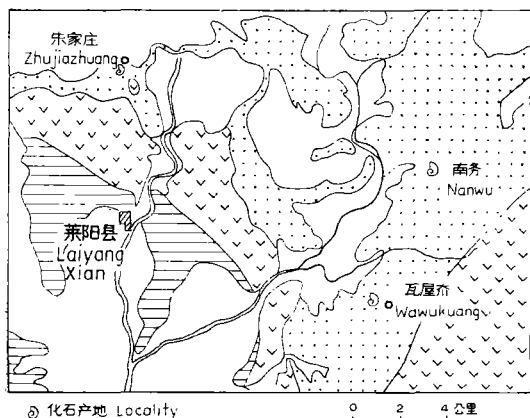 朱家庄
Zhujiazhuang
南务
Nanwu
莱阳县
Laiyang
Xian
瓦屋夼
Wawukuang
化石产地 Locality
0 2 4 公里